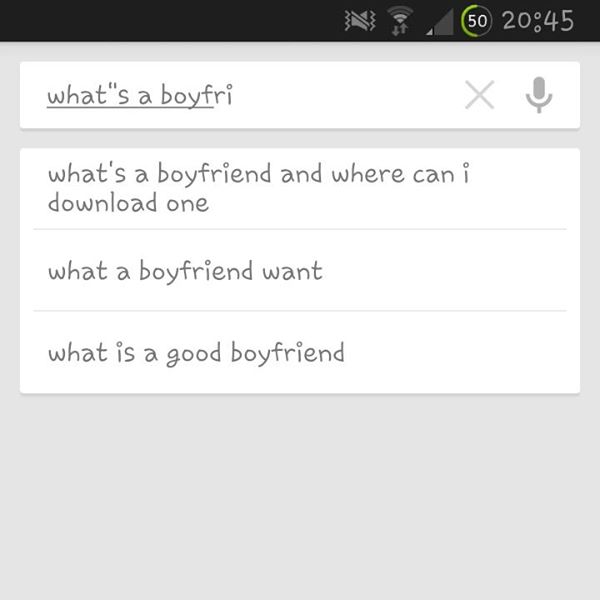 50 20:45
what"s a boyfri
what's a boyfriend and where can i
download one
what a boyfriend want
what is a good boyfriend